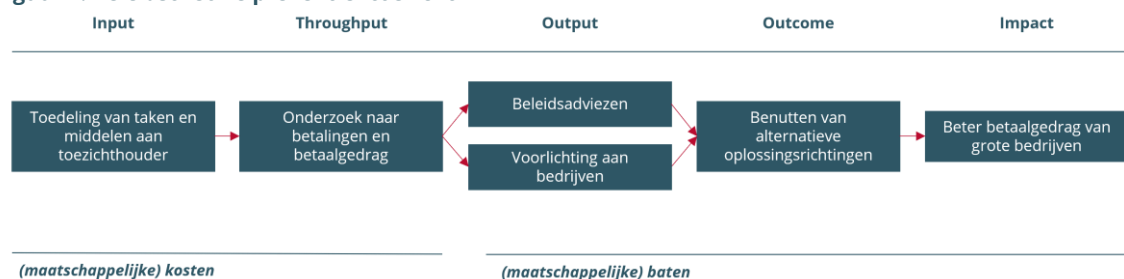 Input
Throughput
Output
Outcome
Impact
Toedeling van taken en
middelen aan
toezichthouder
Onderzoek naar
betalingen en
betaalgedrag
Beleidsadviezen
Voorlichting aan
bedrijven
Benutten van
alternatieve
oplossingsrichtingen
Beter betaalgedrag van
grote bedrijven
(maatschappelijke) kosten
(maatschappelijke) baten